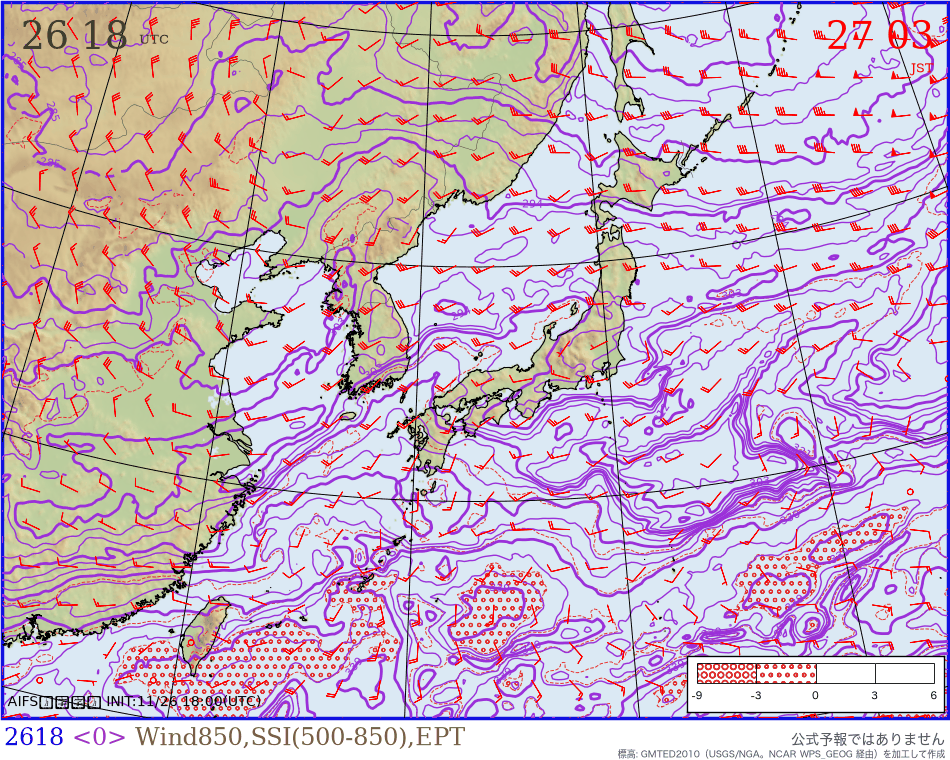 26 18 UTC
27 03
JST
294
303
AIFS INIT:11/26 18:00(UTC)
-9 -3 0 3 6
2618 <0> Wind850,SSI(500-850),EPT
公式予報ではありません
標高: GMTED2010（USGS/NGA。NCAR WPS_GEOG 経由）を加工して作成